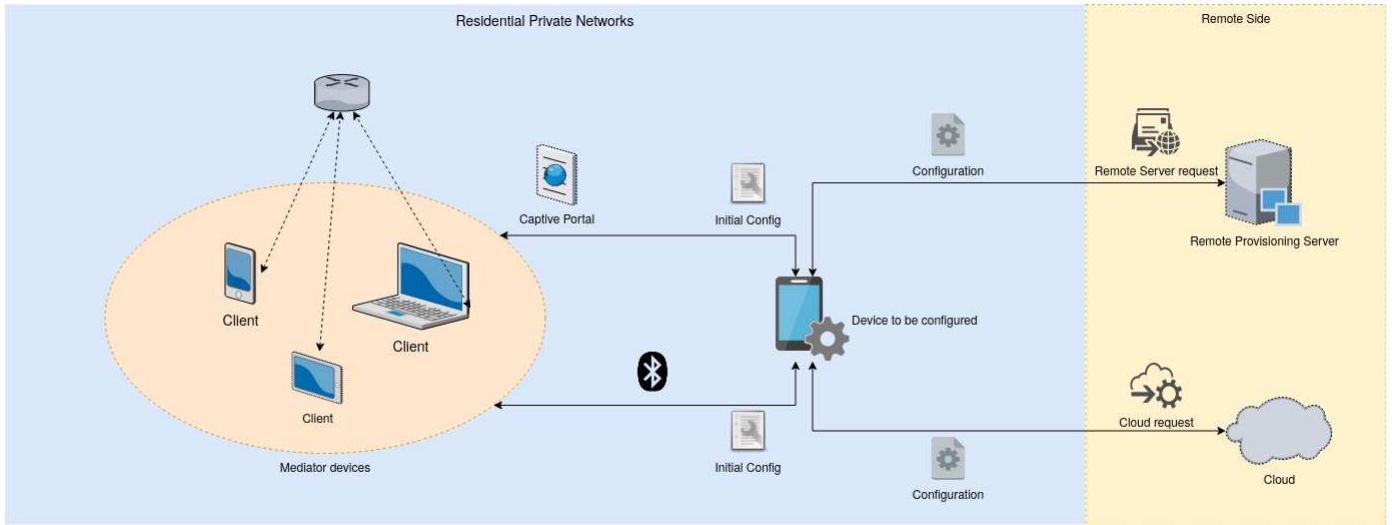 Residential Private Networks
Remote Side
Captive Portal
Initial Config
Configuration
Remote Server request
Remote Provisioning Server
Client
Client
Client
Mediator devices
Device to be configured
Initial Config
Configuration
Cloud request
Cloud